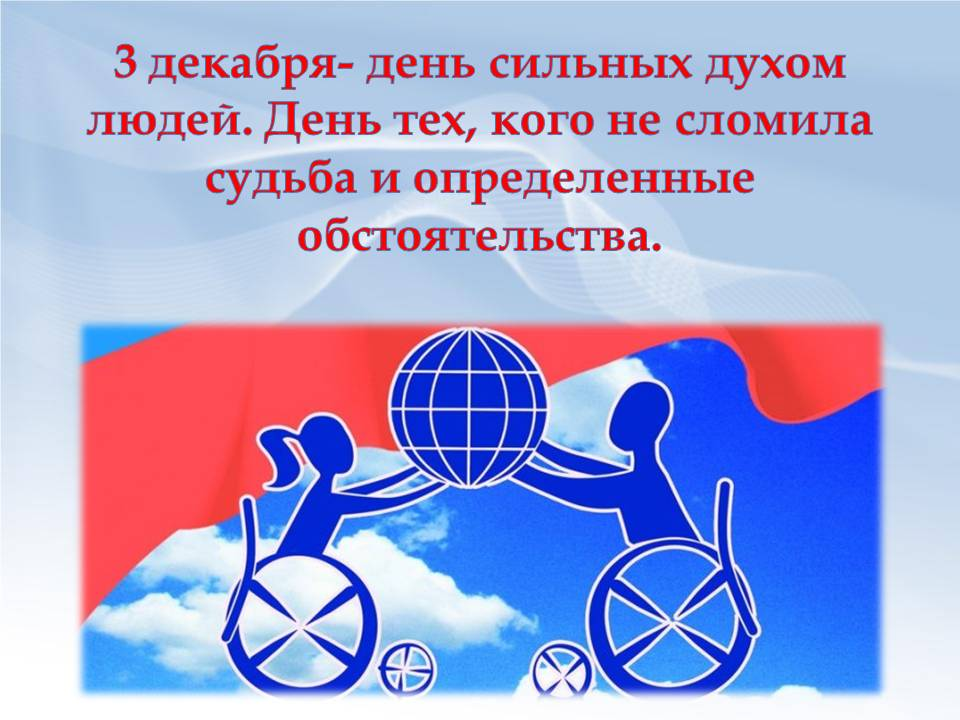 3 декабря- день сильных духом
людей. День тех, кого не сломила
судьба и определенные
обстоятельства.